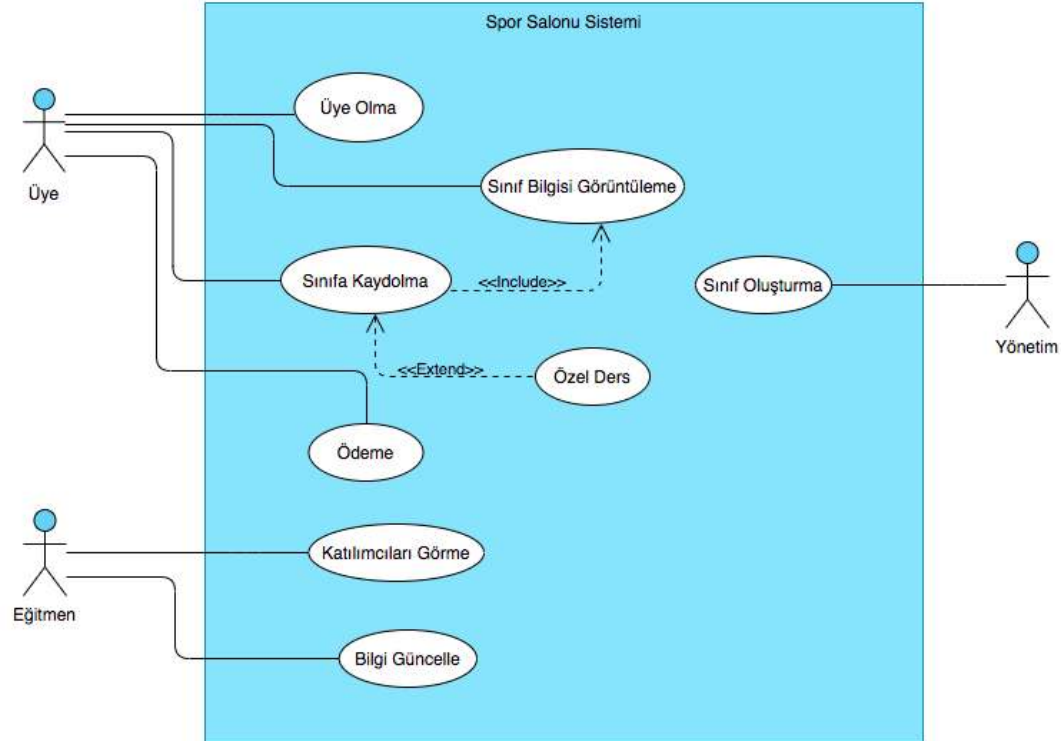 Spor Salonu Sistemi
Üye Olma
Üye
Sınıf Bilgisi Görüntüleme
Sınıfa Kaydolma
<<Include>>
Sınıf Oluşturma
Yönetim
<<Extend>>
Özel Ders
Ödeme
Katılımcıları Görme
Eğitmen
Bilgi Güncelle